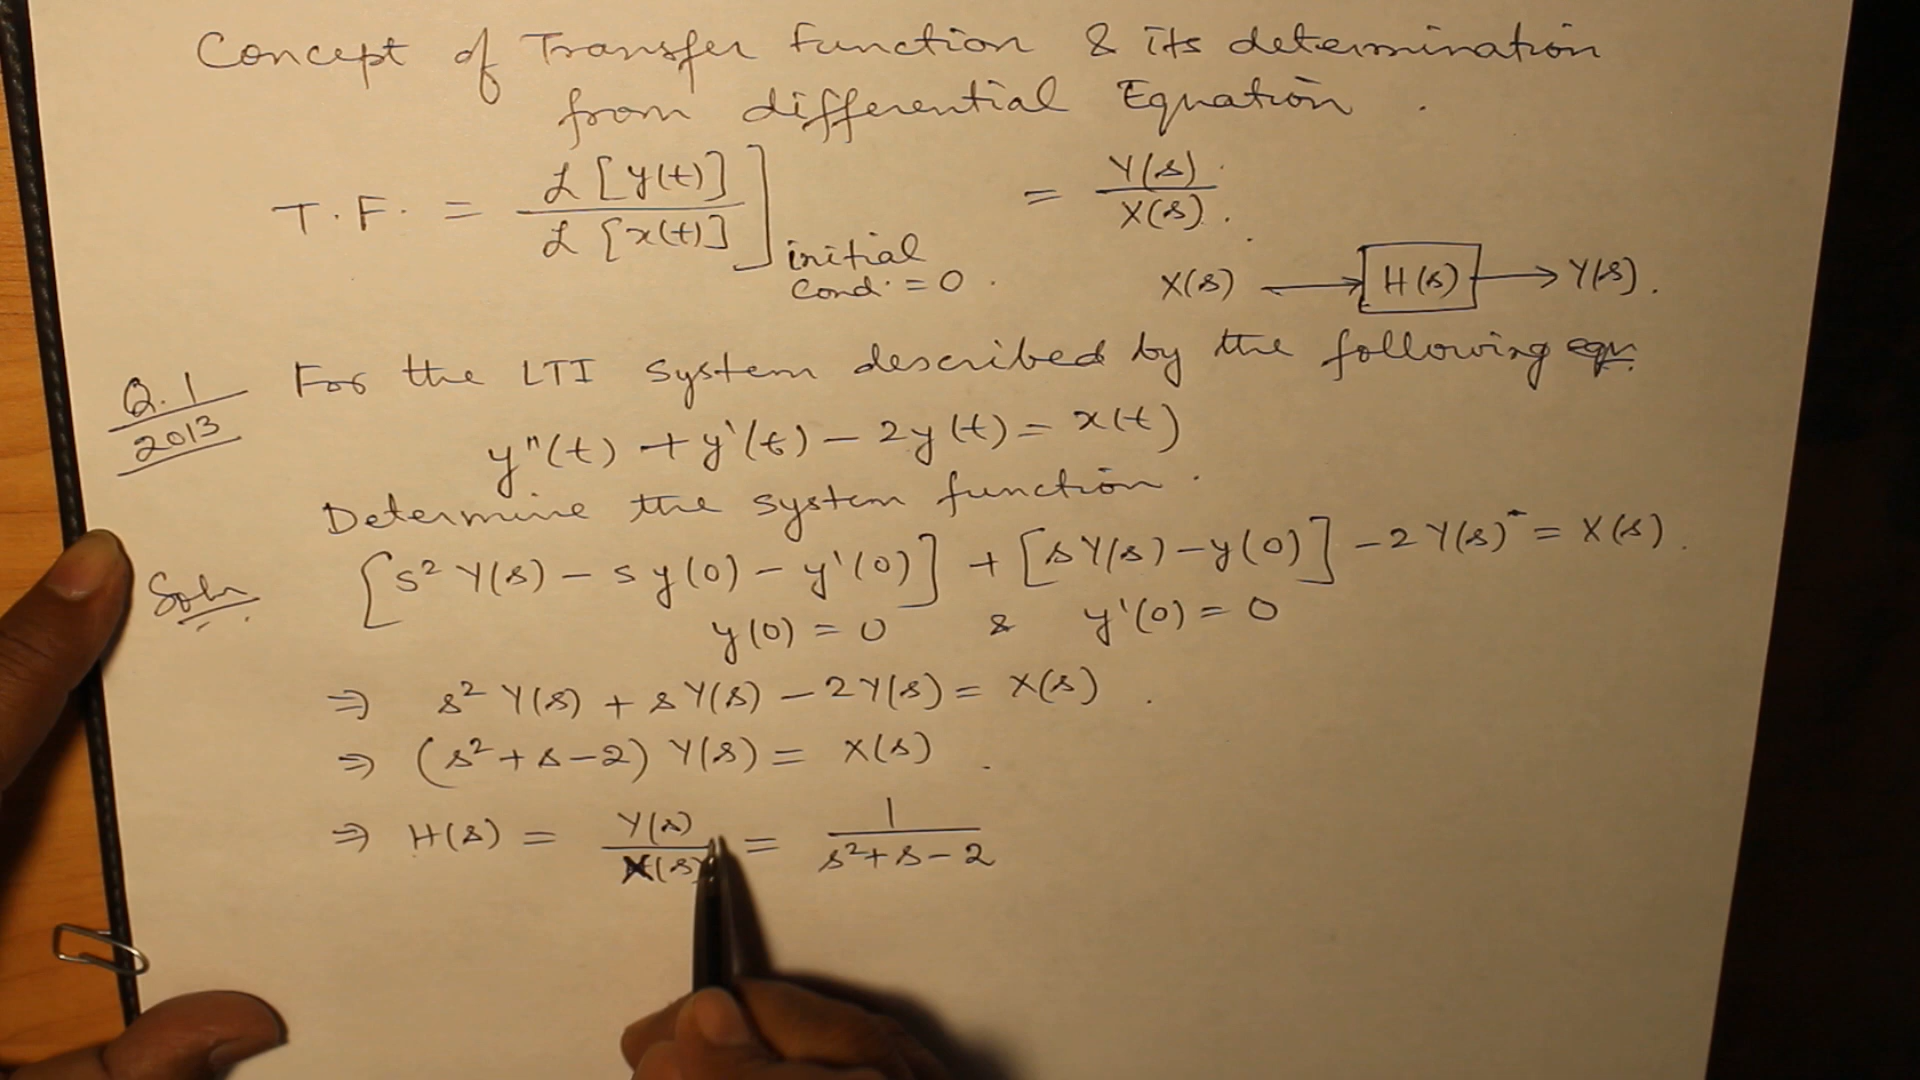 Concept of Transfer function & its determination
from differential Equation.
T.F. = ℒ[y(t)] / ℒ[x(t)] ] initial cond. = 0. = Y(s) / X(s).
X(s) → H(s) → Y(s).
Q.1 / 2013 For the LTI system described by the following eqn.
y"(t) + y'(t) - 2y(t) = x(t)
Determine the system function.
Soln. [s² Y(s) - s y(0) - y'(0)] + [s Y(s) - y(0)] - 2Y(s) = X(s).
y(0) = 0 & y'(0) = 0
⇒ s² Y(s) + s Y(s) - 2Y(s) = X(s).
⇒ (s² + s - 2) Y(s) = X(s).
⇒ H(s) = Y(s) / X(s) = 1 / s² + s - 2